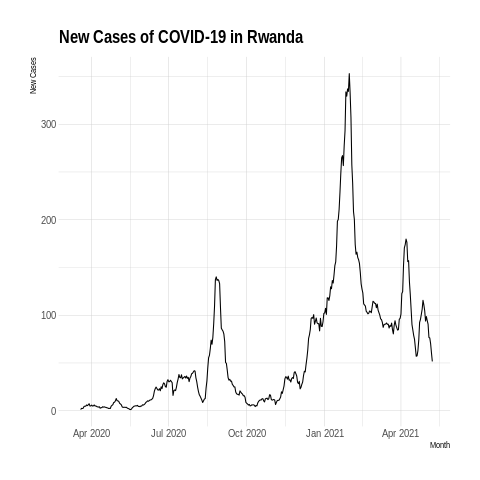 New Cases of COVID-19 in Rwanda
New Cases
300
200
100
0
Apr 2020 Jul 2020 Oct 2020 Jan 2021 Apr 2021
Month